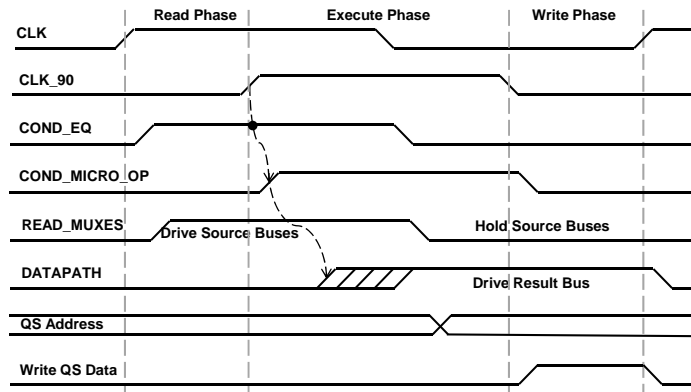 Read Phase Execute Phase Write Phase
CLK
CLK_90
COND_EQ
COND_MICRO_OP
READ_MUXES
Drive Source Buses Hold Source Buses
DATAPATH
Drive Result Bus
QS Address
Write QS Data